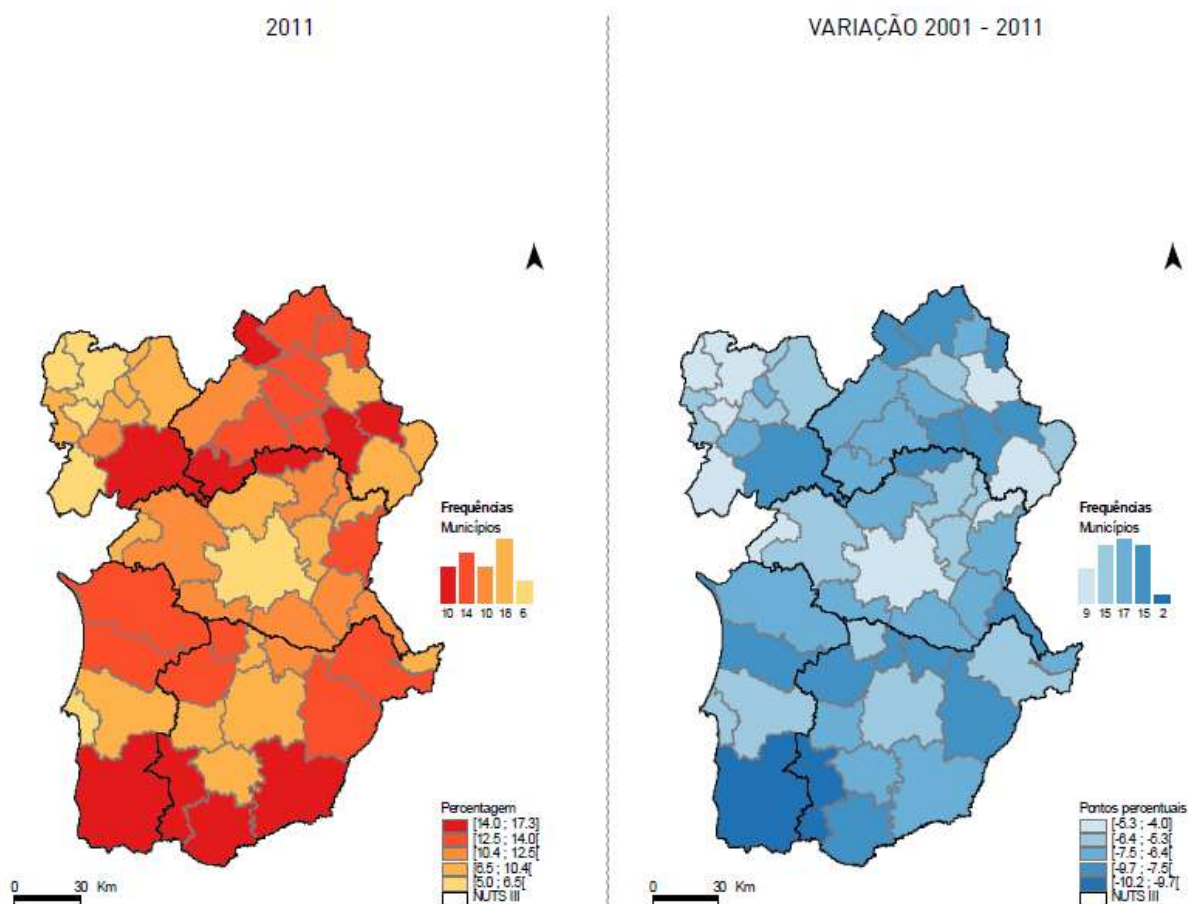 2011
VARIAÇÃO 2001 - 2011
Frequências
Municípios
10 14 10 18 6
Percentagem
[14.0 ; 17.3]
[12.5 ; 14.0[
[10.4 ; 12.5[
[6.5 ; 10.4[
[5.0 ; 6.5[
NUTS III
0 30 Km
Frequências
Municípios
9 15 17 15 2
Pontos percentuais
[-5.3 ; -4.0]
[-6.4 ; -5.3[
[-7.5 ; -6.4[
[-9.7 ; -7.5[
[-10.2 ; -9.7[
NUTS III
0 30 Km